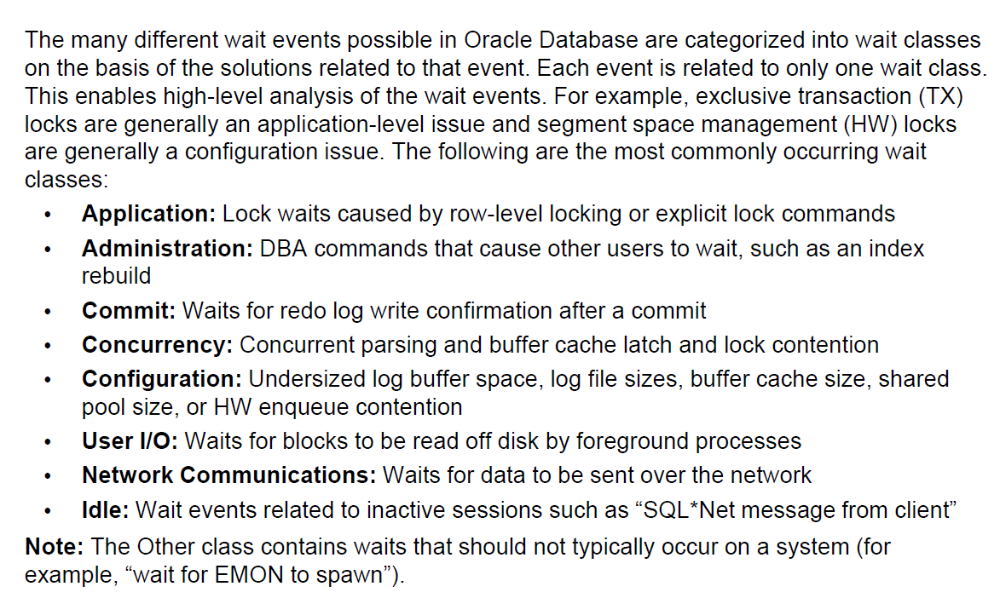 The many different wait events possible in Oracle Database are categorized into wait classes
on the basis of the solutions related to that event. Each event is related to only one wait class.
This enables high-level analysis of the wait events. For example, exclusive transaction (TX)
locks are generally an application-level issue and segment space management (HW) locks
are generally a configuration issue. The following are the most commonly occurring wait
classes:
• Application: Lock waits caused by row-level locking or explicit lock commands
• Administration: DBA commands that cause other users to wait, such as an index
rebuild
• Commit: Waits for redo log write confirmation after a commit
• Concurrency: Concurrent parsing and buffer cache latch and lock contention
• Configuration: Undersized log buffer space, log file sizes, buffer cache size, shared
pool size, or HW enqueue contention
• User I/O: Waits for blocks to be read off disk by foreground processes
• Network Communications: Waits for data to be sent over the network
• Idle: Wait events related to inactive sessions such as “SQL*Net message from client”
Note: The Other class contains waits that should not typically occur on a system (for
example, “wait for EMON to spawn”).